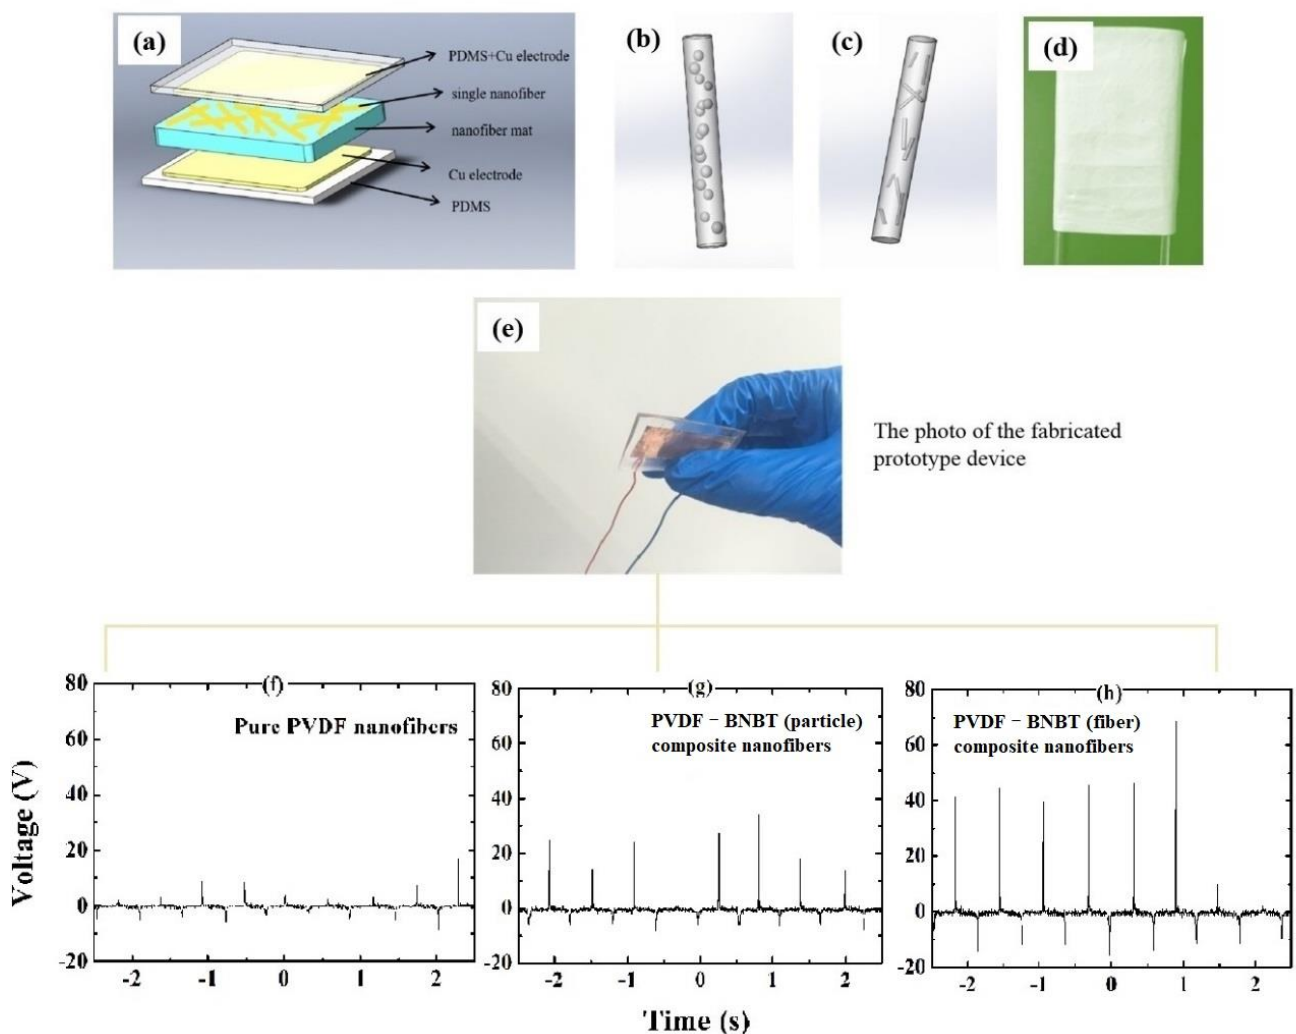 (a)
PDMS+Cu electrode
single nanofiber
nanofiber mat
Cu electrode
PDMS
(b)
(c)
(d)
(e)
The photo of the fabricated
prototype device
Voltage (V)
80
60
40
20
0
-20
(f)
Pure PVDF nanofibers
-2
-1
0
1
2
80
60
40
20
0
-20
(g)
PVDF − BNBT (particle)
composite nanofibers
-2
-1
0
1
2
80
60
40
20
0
-20
(h)
PVDF − BNBT (fiber)
composite nanofibers
-2
-1
0
1
2
Time (s)